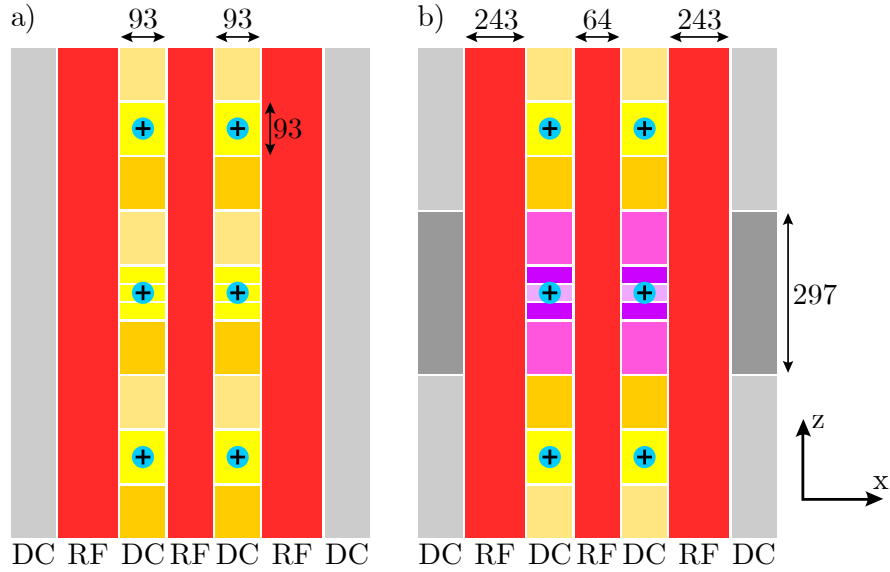 a)
93 93
93
DC RF DC RF DC RF DC
b)
243 64 243
+ +
+ +
+ +
+ +
+ +
+ +
297
z
x
DC RF DC RF DC RF DC